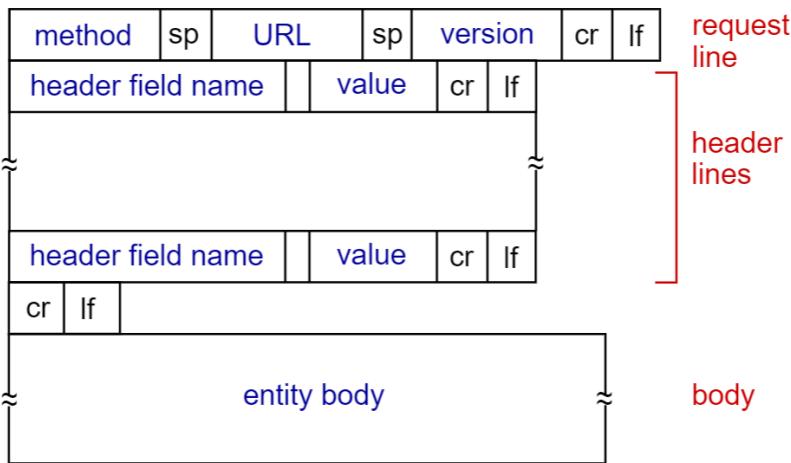 method sp URL sp version cr lf request line
header field name value cr lf
header lines
header field name value cr lf
cr lf
entity body body